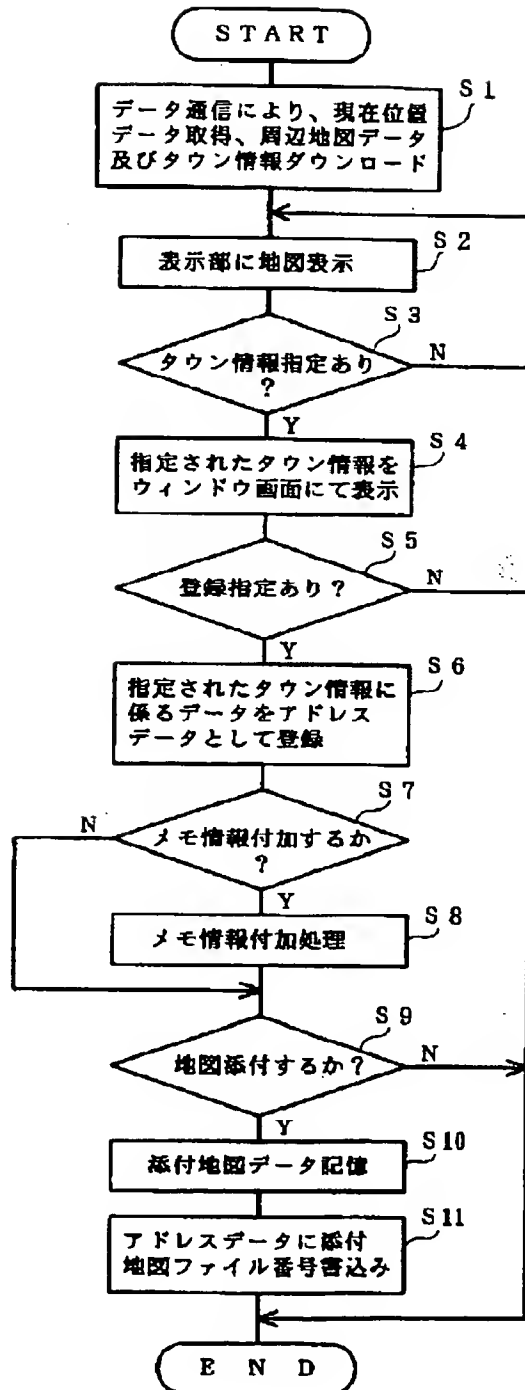 START
S1
データ通信により、現在位置
データ取得、周辺地図データ
及びタウン情報ダウンロード
S2
表示部に地図表示
S3
タウン情報指定あり
?
N
Y
S4
指定されたタウン情報を
ウィンドウ画面にて表示
S5
登録指定あり?
N
Y
S6
指定されたタウン情報に
係るデータをアドレス
データとして登録
S7
N
メモ情報付加するか
?
Y
S8
メモ情報付加処理
S9
地図添付するか?
N
Y
S10
添付地図データ記憶
S11
アドレスデータに添付
地図ファイル番号書込み
END